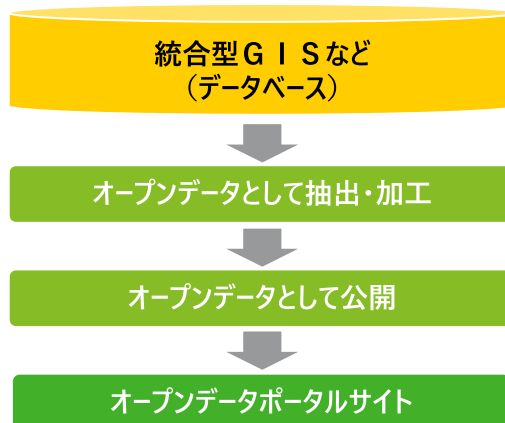 統合型ＧＩＳなど
（データベース）
オープンデータとして抽出・加工
オープンデータとして公開
オープンデータポータルサイト